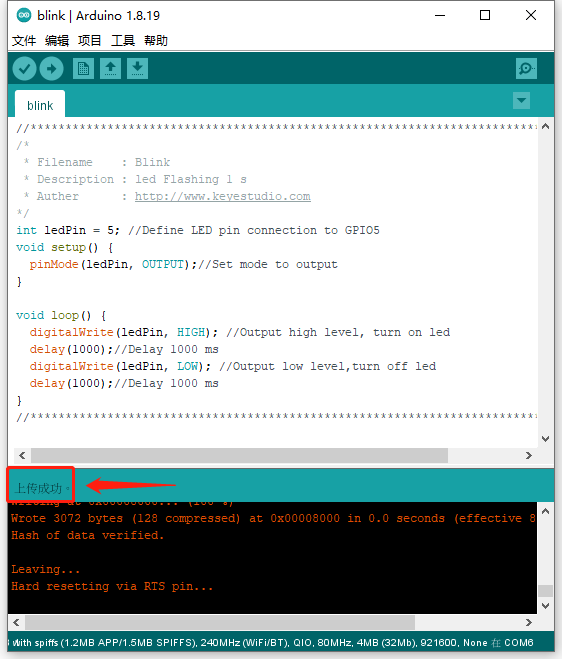 blink | Arduino 1.8.19
文件 编辑 项目 工具 帮助
blink
//**************************************************************************
/*
 * Filename    : Blink
 * Description : led Flashing 1 s
 * Auther      : http://www.keyestudio.com
*/
int ledPin = 5; //Define LED pin connection to GPIO5
void setup() {
  pinMode(ledPin, OUTPUT);//Set mode to output
}
void loop() {
  digitalWrite(ledPin, HIGH); //Output high level, turn on led
  delay(1000);//Delay 1000 ms
  digitalWrite(ledPin, LOW); //Output low level,turn off led
  delay(1000);//Delay 1000 ms
}
//**************************************************************************
上传成功。
Writing at 0x00008000... (100 %)
Wrote 3072 bytes (128 compressed) at 0x00008000 in 0.0 seconds (effective 8
Hash of data verified.
Leaving...
Hard resetting via RTS pin...
with spiffs (1.2MB APP/1.5MB SPIFFS), 240MHz (WiFi/BT), QIO, 80MHz, 4MB (32Mb), 921600, None 在 COM6